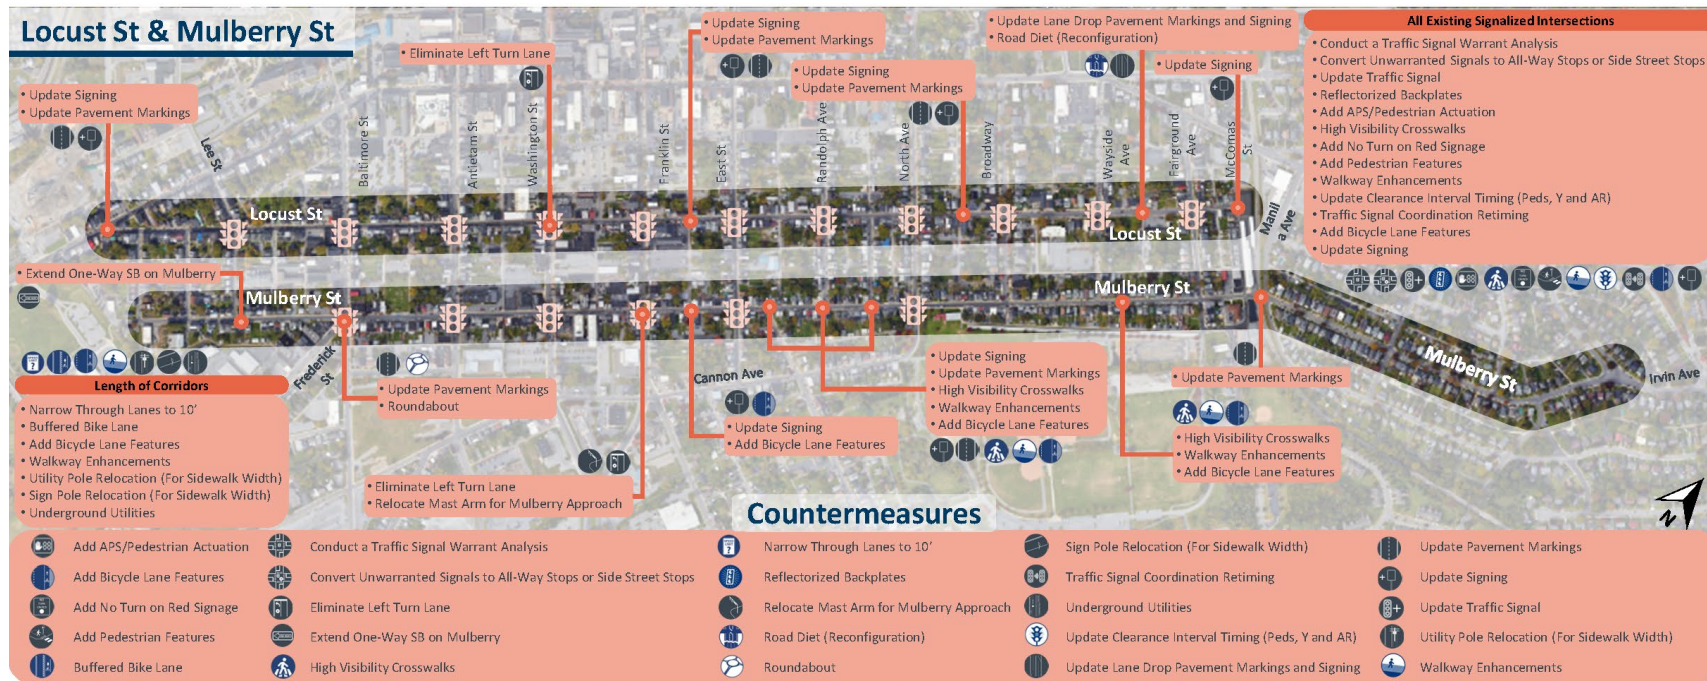 Locust St & Mulberry St
• Update Signing
• Update Pavement Markings
• Eliminate Left Turn Lane
• Update Signing
• Update Pavement Markings
• Update Signing
• Update Pavement Markings
• Update Lane Drop Pavement Markings and Signing
• Road Diet (Reconfiguration)
• Update Signing
All Existing Signalized Intersections
• Conduct a Traffic Signal Warrant Analysis
• Convert Unwarranted Signals to All-Way Stops or Side Street Stops
• Update Traffic Signal
• Reflectorized Backplates
• Add APS/Pedestrian Actuation
• High Visibility Crosswalks
• Add No Turn on Red Signage
• Add Pedestrian Features
• Walkway Enhancements
• Update Clearance Interval Timing (Peds, Y and AR)
• Traffic Signal Coordination Retiming
• Add Bicycle Lane Features
• Update Signing
Lee St
Baltimore St
Antietam St
Washington St
Franklin St
East St
Randolph Ave
North Ave
Broadway
Wayside
Ave
Fairground
Ave
McComas
St
Manil
a Ave
Locust St
Locust St
• Extend One-Way SB on Mulberry
Mulberry St
Mulberry St
Mulberry St
Irvin Ave
Frederick
St
Cannon Ave
Length of Corridors
• Narrow Through Lanes to 10'
• Buffered Bike Lane
• Add Bicycle Lane Features
• Walkway Enhancements
• Utility Pole Relocation (For Sidewalk Width)
• Sign Pole Relocation (For Sidewalk Width)
• Underground Utilities
• Update Pavement Markings
• Roundabout
• Eliminate Left Turn Lane
• Relocate Mast Arm for Mulberry Approach
• Update Signing
• Add Bicycle Lane Features
• Update Signing
• Update Pavement Markings
• High Visibility Crosswalks
• Walkway Enhancements
• Add Bicycle Lane Features
• Update Pavement Markings
• High Visibility Crosswalks
• Walkway Enhancements
• Add Bicycle Lane Features
N
Countermeasures
Add APS/Pedestrian Actuation
Add Bicycle Lane Features
Add No Turn on Red Signage
Add Pedestrian Features
Buffered Bike Lane
Conduct a Traffic Signal Warrant Analysis
Convert Unwarranted Signals to All-Way Stops or Side Street Stops
Eliminate Left Turn Lane
Extend One-Way SB on Mulberry
High Visibility Crosswalks
Narrow Through Lanes to 10'
Reflectorized Backplates
Relocate Mast Arm for Mulberry Approach
Road Diet (Reconfiguration)
Roundabout
Sign Pole Relocation (For Sidewalk Width)
Traffic Signal Coordination Retiming
Underground Utilities
Update Clearance Interval Timing (Peds, Y and AR)
Update Lane Drop Pavement Markings and Signing
Update Pavement Markings
Update Signing
Update Traffic Signal
Utility Pole Relocation (For Sidewalk Width)
Walkway Enhancements